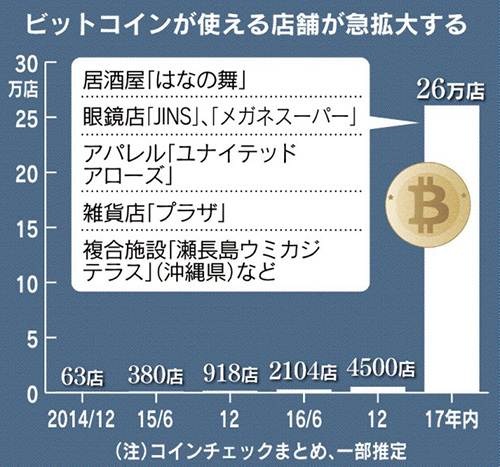 ビットコインが使える店舗が急拡大する
30
万店
25
20
15
10
5
0
居酒屋｢はなの舞｣
眼鏡店｢JINS｣､｢メガネスーパー｣
アパレル｢ユナイテッド
アローズ｣
雑貨店｢プラザ｣
複合施設｢瀬長島ウミカジ
テラス｣(沖縄県)など
26万店
63店
380店
918店
2104店
4500店
2014/12
15/6
12
16/6
12
17年内
(注)コインチェックまとめ､一部推定